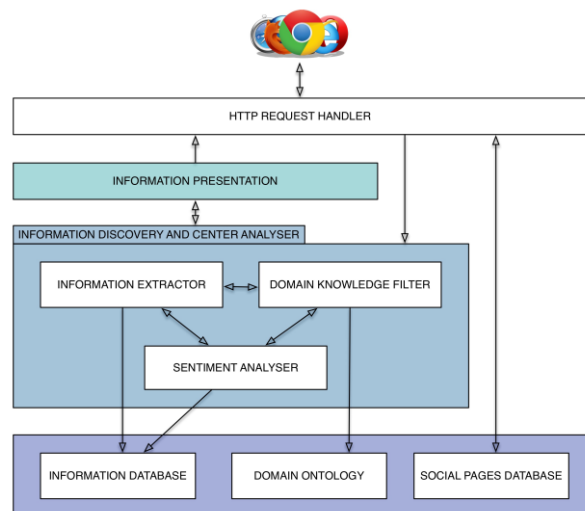 HTTP REQUEST HANDLER
INFORMATION PRESENTATION
INFORMATION DISCOVERY AND CENTER ANALYSER
INFORMATION EXTRACTOR
DOMAIN KNOWLEDGE FILTER
SENTIMENT ANALYSER
INFORMATION DATABASE
DOMAIN ONTOLOGY
SOCIAL PAGES DATABASE